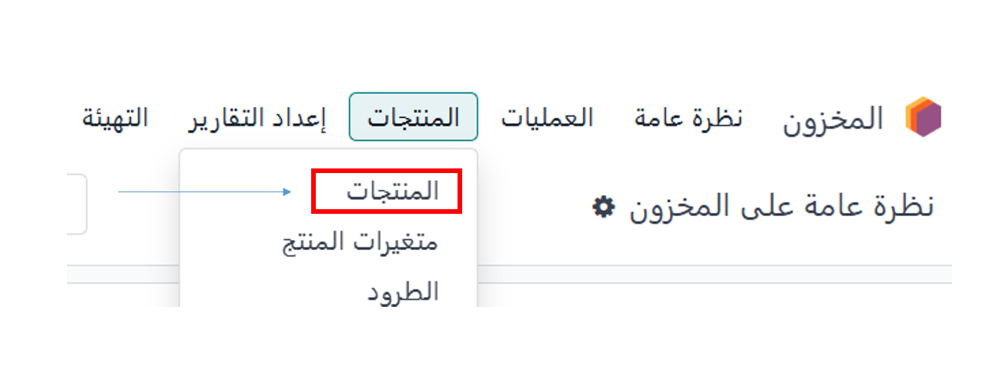 المخزون نظرة عامة العمليات المنتجات إعداد التقارير التهيئة
المنتجات
نظرة عامة على المخزون
متغيرات المنتج
الطرود